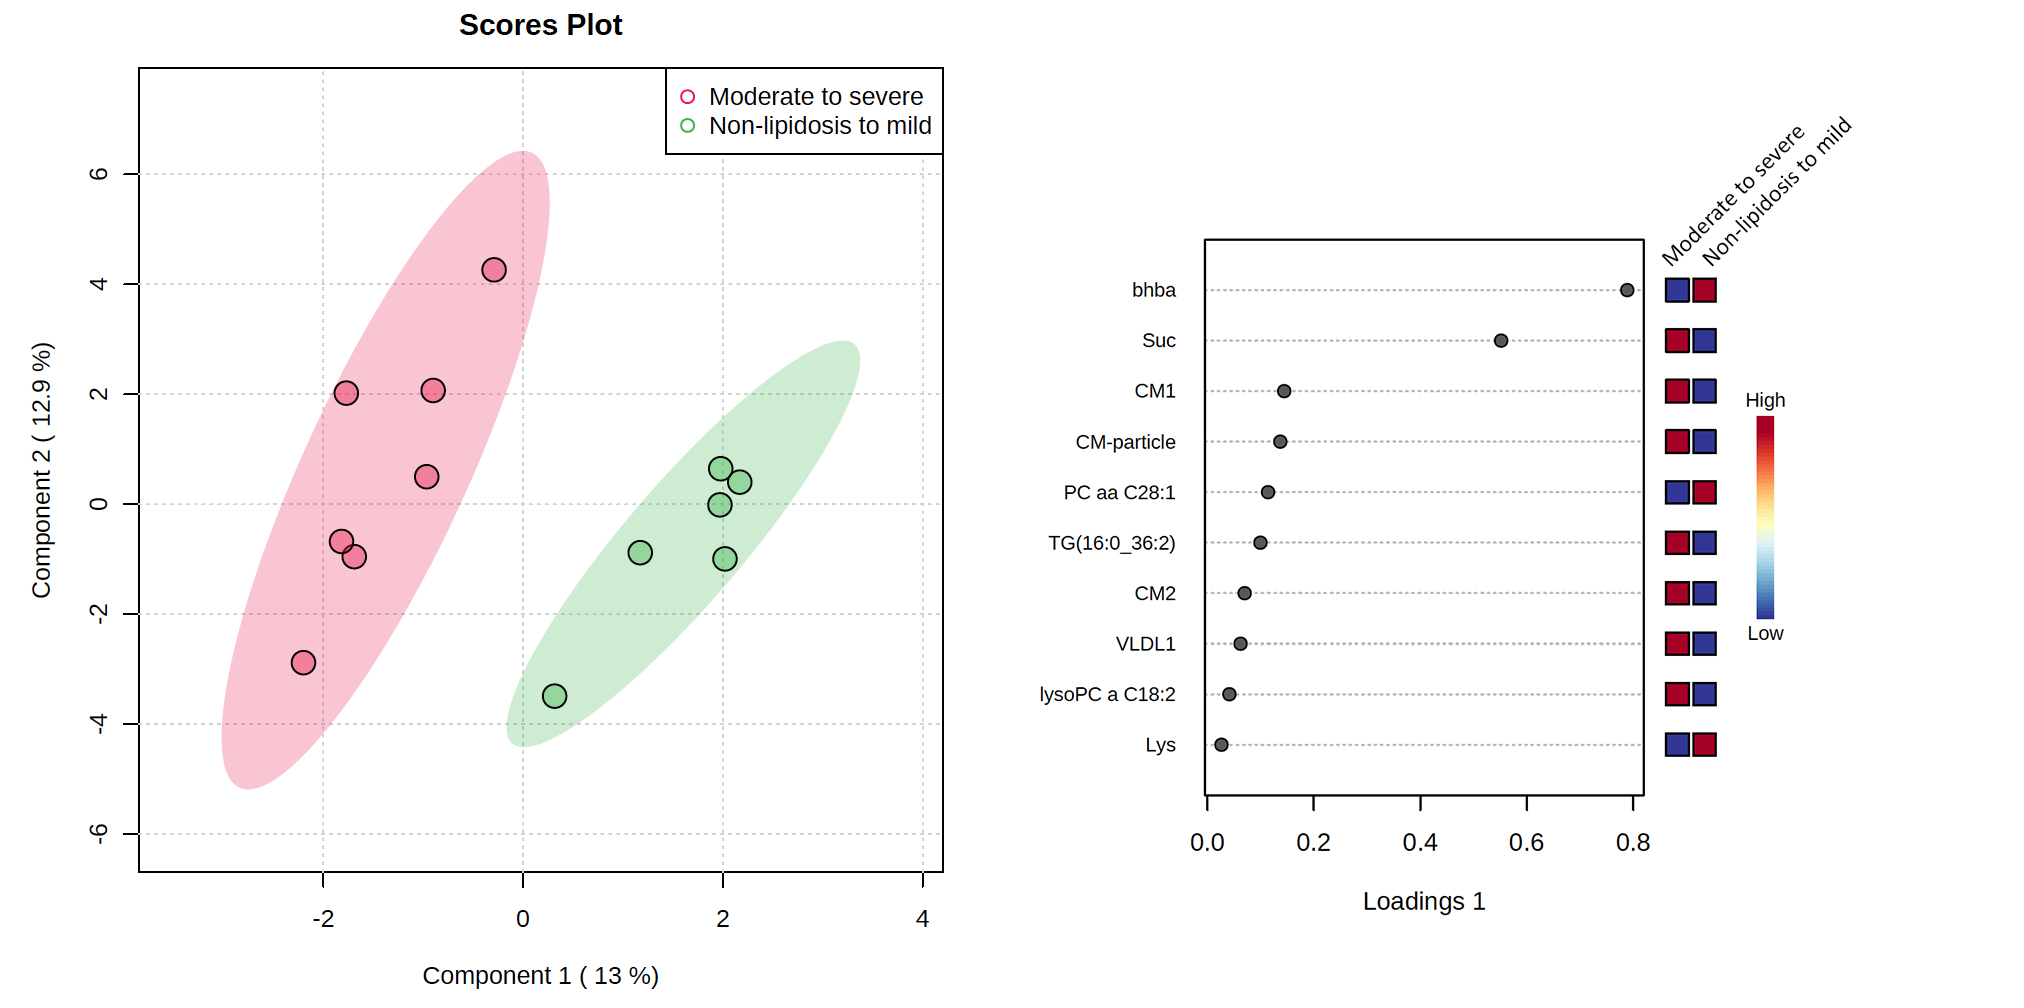 Scores Plot
Moderate to severe
Non-lipidosis to mild
6
4
2
0
-2
-4
-6
Component 2 ( 12.9 %)
-2
0
2
4
Component 1 ( 13 %)
Moderate to severe
Non-lipidosis to mild
bhba
Suc
CM1
CM-particle
PC aa C28:1
TG(16:0_36:2)
CM2
VLDL1
lysoPC a C18:2
Lys
High
Low
0.0
0.2
0.4
0.6
0.8
Loadings 1